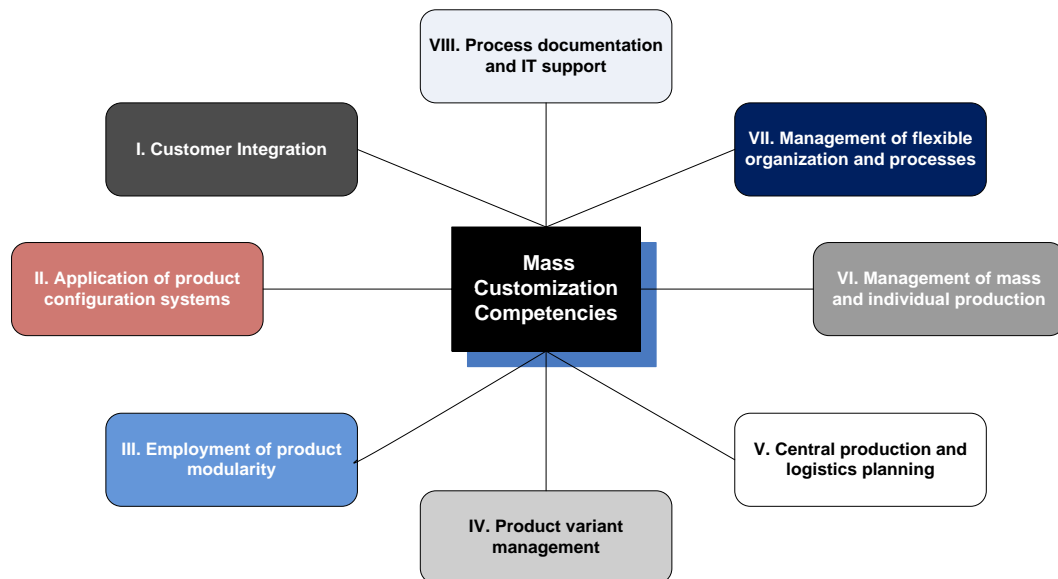 VIII. Process documentation
and IT support
I. Customer Integration
VII. Management of flexible
organization and processes
II. Application of product
configuration systems
Mass
Customization
Competencies
VI. Management of mass
and individual production
III. Employment of product
modularity
V. Central production and
logistics planning
IV. Product variant
management